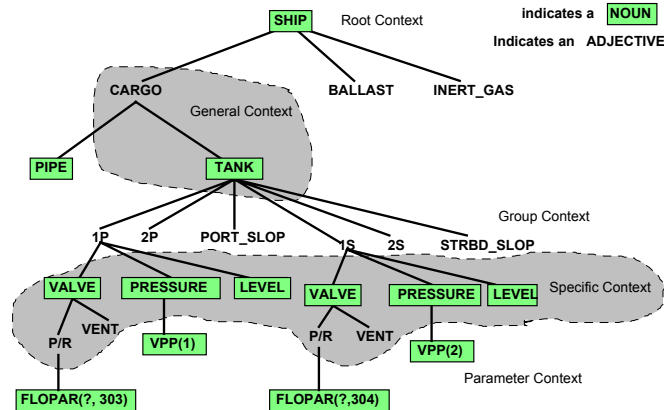 indicates a NOUN
SHIP Root Context
Indicates an ADJECTIVE
CARGO BALLAST INERT_GAS
General Context
PIPE TANK
Group Context
1P 2P PORT_SLOP 1S 2S STRBD_SLOP
VALVE PRESSURE LEVEL VALVE PRESSURE LEVEL Specific Context
P/R VENT P/R VENT
VPP(1) VPP(2)
Parameter Context
FLOPAR(?, 303) FLOPAR(?,304)